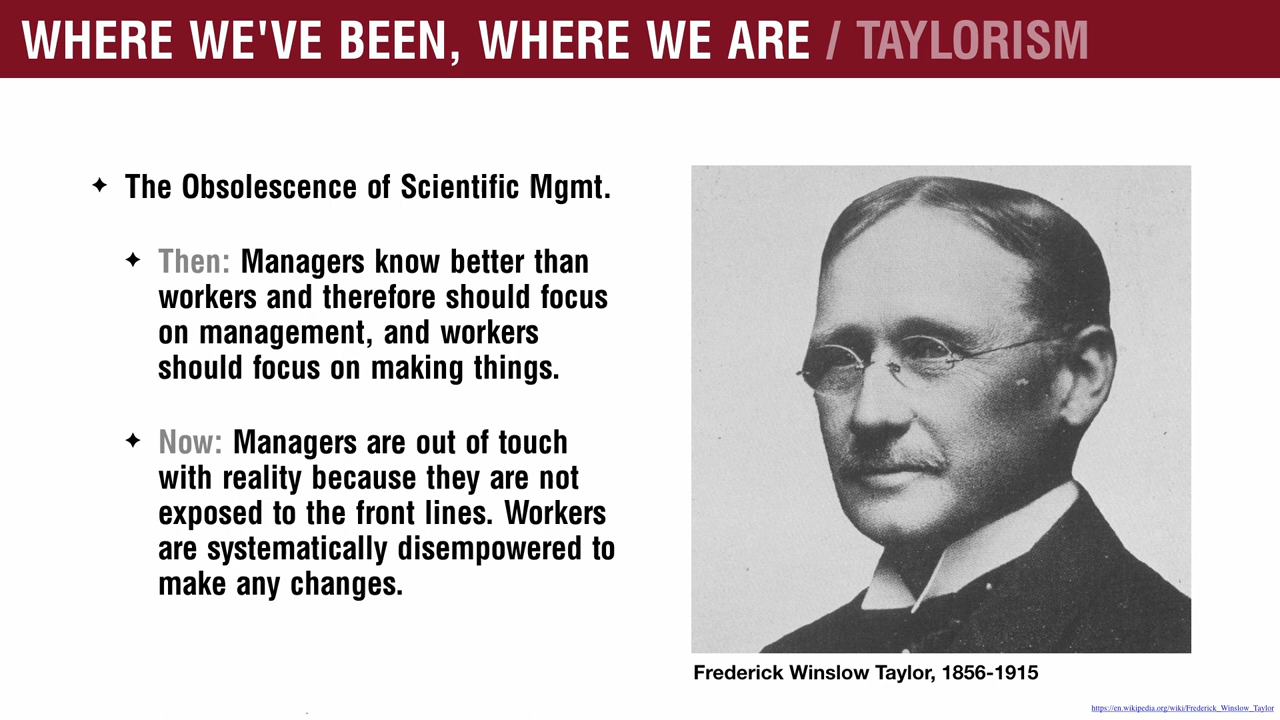 WHERE WE'VE BEEN, WHERE WE ARE / TAYLORISM
✦ The Obsolescence of Scientific Mgmt.
✦ Then: Managers know better than
workers and therefore should focus
on management, and workers
should focus on making things.
✦ Now: Managers are out of touch
with reality because they are not
exposed to the front lines. Workers
are systematically disempowered to
make any changes.
Frederick Winslow Taylor, 1856-1915
https://en.wikipedia.org/wiki/Frederick_Winslow_Taylor